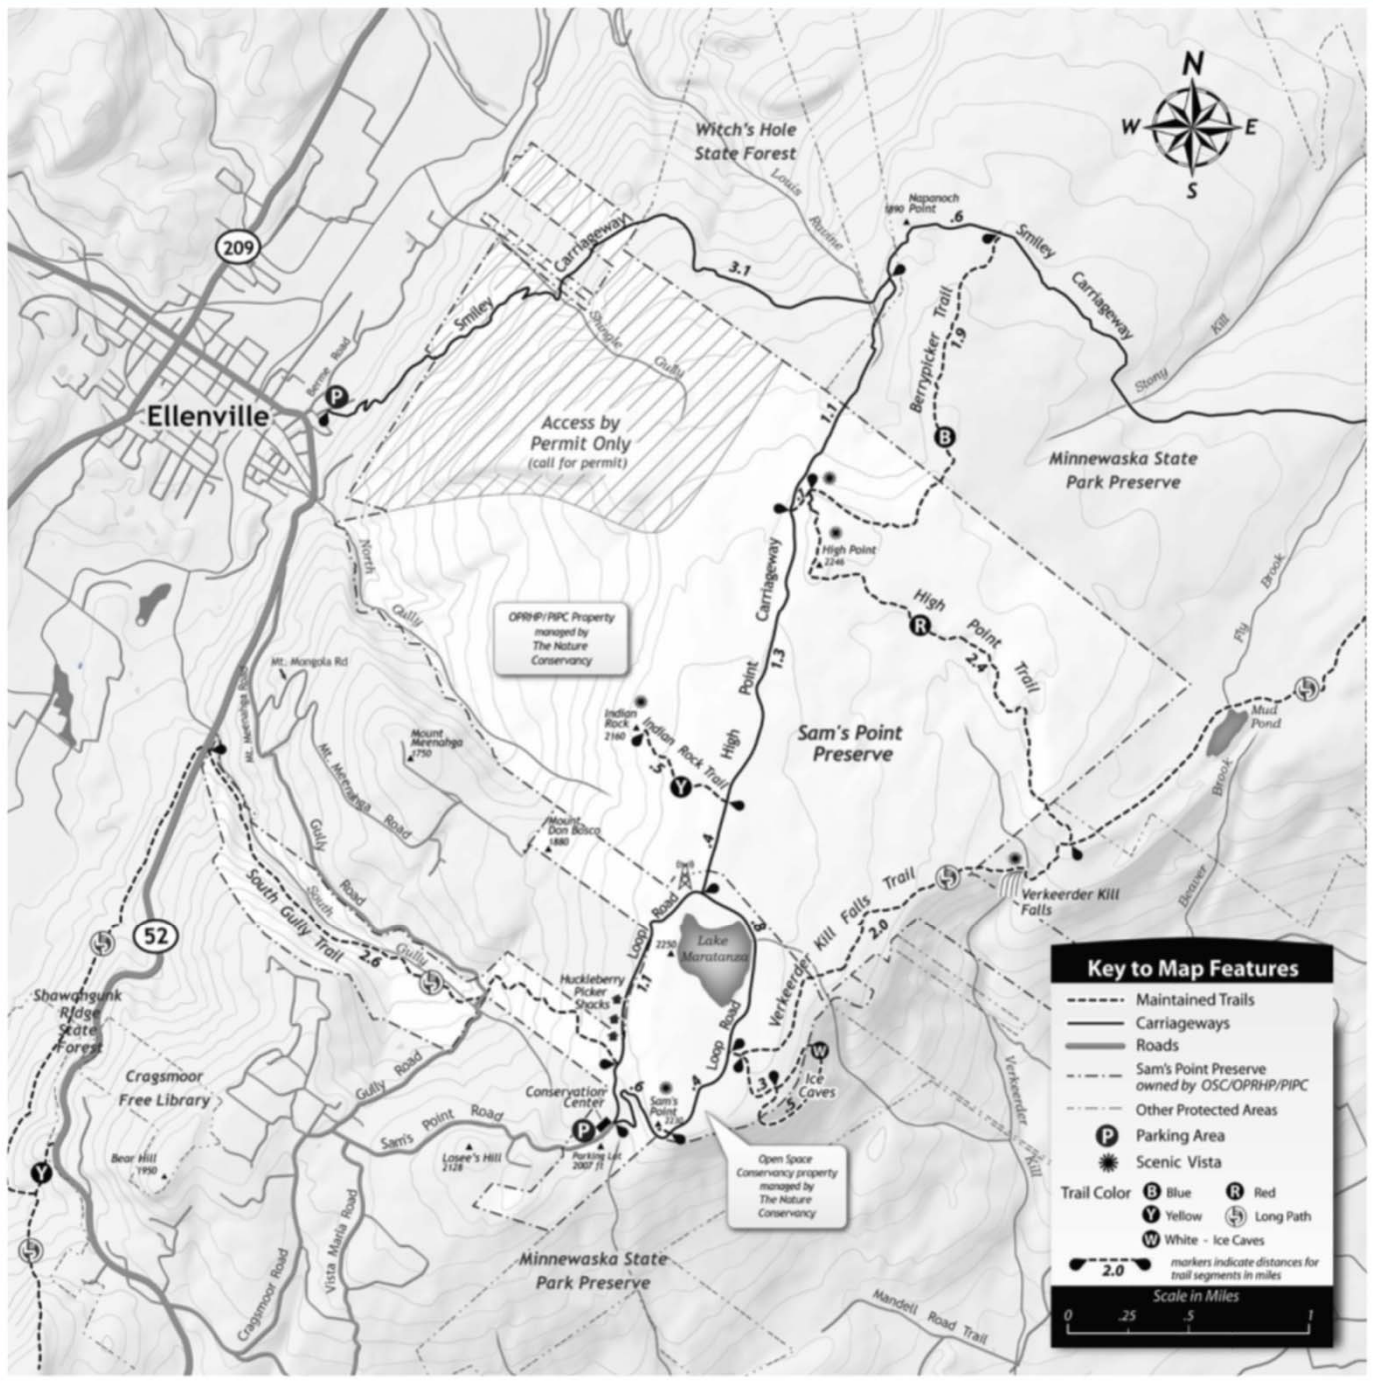 N
W
E
S
Witch's Hole
State Forest
Louis
Ravine
Napanoch
Point
.6
Smiley
Carriageway
Stony
Kill
209
Carriageway
3.1
Smiley
Shingle
Gully
Berme Road
P
Ellenville
Access by
Permit Only
(call for permit)
1.1
Berrypicker Trail
1.9
B
Minnewaska State
Park Preserve
.2
High Point
2246
High
Point
Trail
R
2.4
North
Gully
OPRHP/PIPC Property
managed by
The Nature
Conservancy
High
Point
Carriageway
1.3
Sam's Point
Preserve
Fly
Brook
Mud
Pond
Mt. Mongola Rd
Mt. Meenahga Road
Mount
Meenahga
1750
Indian
Rock
2160
Indian Rock Trail
.5
Y
.4
Mount
Don Bosco
1880
Verkeerder Kill
Falls
Beaver
Brook
52
South Gully Trail
2.6
South
Gully
Gully
Road
Loop
Road
1.1
.8
Lake
Maratanza
2250
Verkeerder
Kill
Falls
Trail
2.0
Huckleberry
Picker
Shacks
Shawangunk
Ridge
State
Forest
Cragsmoor
Free Library
Gully Road
Conservation
Center
P
Parking Lot
2007 ft
.6
Sam's
Point
.4
Loop Road
.3
.5
W
Ice
Caves
Sam's Point Road
Losee's Hill
2128
Bear Hill
1950
Y
Open Space
Conservancy property
managed by
The Nature
Conservancy
Cragsmoor Road
Vista Maria Road
Minnewaska State
Park Preserve
Verkeerder
Kill
Mandell Road Trail
Key to Map Features
Maintained Trails
Carriageways
Roads
Sam's Point Preserve
owned by OSC/OPRHP/PIPC
Other Protected Areas
P Parking Area
Scenic Vista
Trail Color B Blue R Red
Y Yellow Long Path
W White - Ice Caves
2.0 markers indicate distances for
trail segments in miles
Scale in Miles
0 .25 .5 1